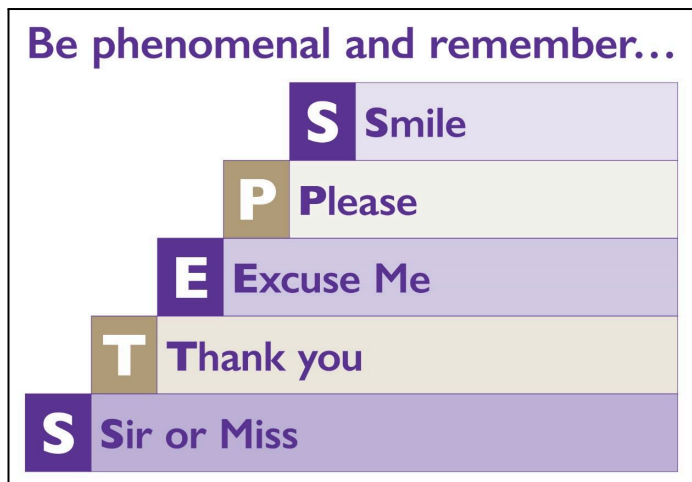 Be phenomenal and remember...
S Smile
P Please
E Excuse Me
T Thank you
S Sir or Miss